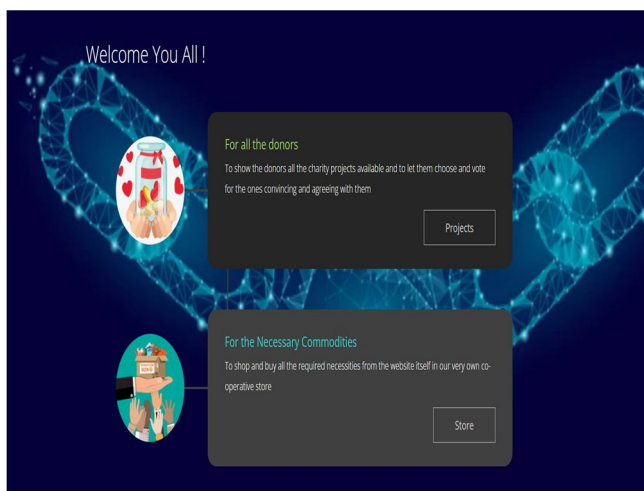 Welcome You All !
For all the donors
To show the donors all the charity projects available and to let them choose and vote
for the ones convincing and agreeing with them
Projects
For the Necessary Commodities
To shop and buy all the required necessities from the website itself in our very own co-
operative store
Store